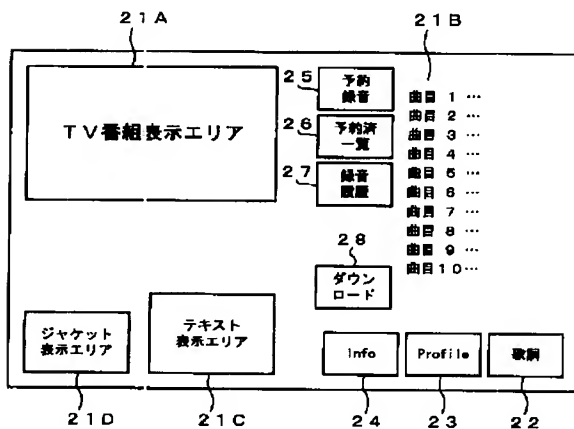 21A
21B
25
予約
録音
TV番組表示エリア
26
予約済
一覧
27
録音
履歴
曲目 1 …
曲目 2 …
曲目 3 …
曲目 4 …
曲目 5 …
曲目 6 …
曲目 7 …
曲目 8 …
曲目 9 …
曲目 10…
28
ダウン
ロード
ジャケット
表示エリア
テキスト
表示エリア
Info
Profile
歌詞
21D
21C
24
23
22